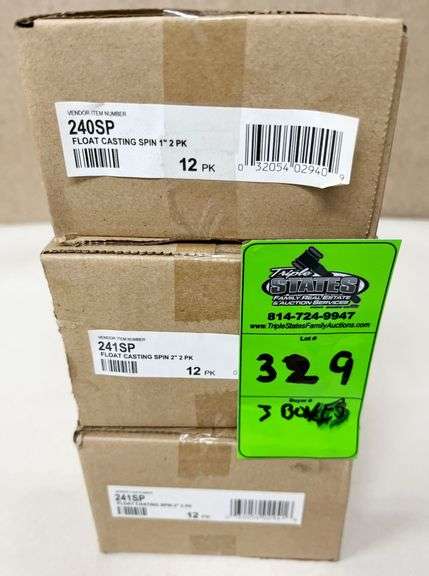 VENDOR ITEM NUMBER
240SP
FLOAT CASTING SPIN 1" 2 PK
12 PK
0 32054 02940 9
VENDOR ITEM NUMBER
241SP
FLOAT CASTING SPIN 2" 2 PK
12 PK
Triple
STATES
FAMILY REAL ESTATE
& AUCTION SERVICES
814-724-9947
www.TripleStatesFamilyAuctions.com
Lot #
329
Buyer #
3 BOXES
241SP
FLOAT CASTING SPIN 2" 2 PK
12 PK